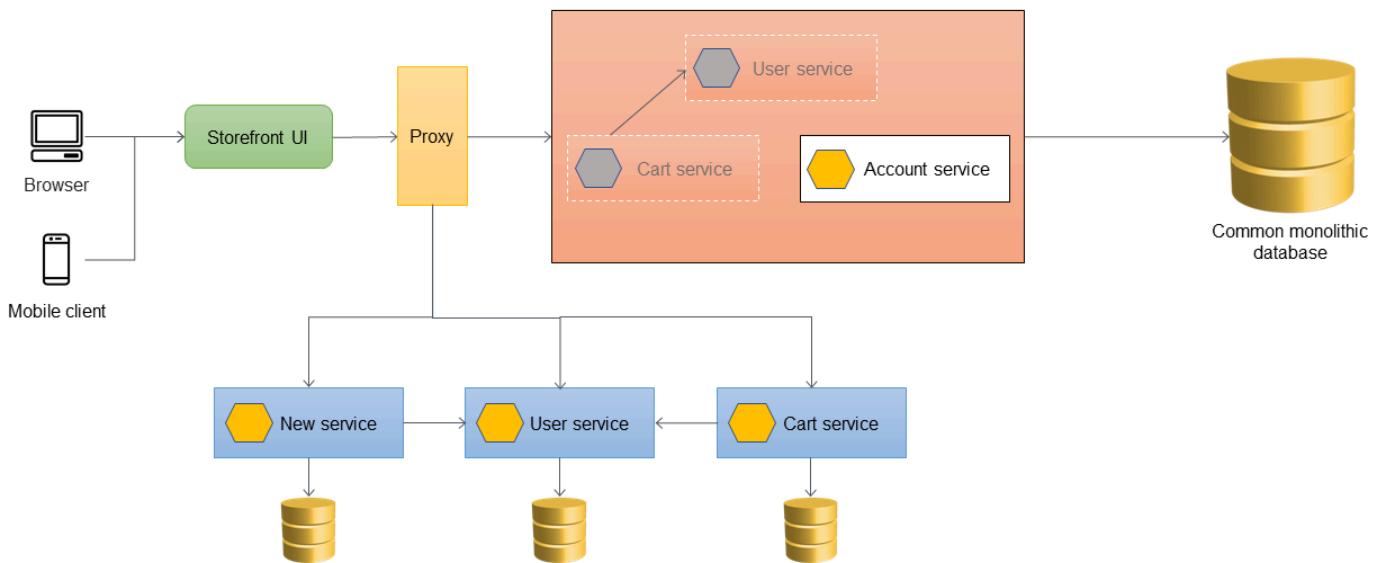 User service
Cart service
Account service
Storefront UI
Proxy
Browser
Mobile client
Common monolithic
database
New service
User service
Cart service